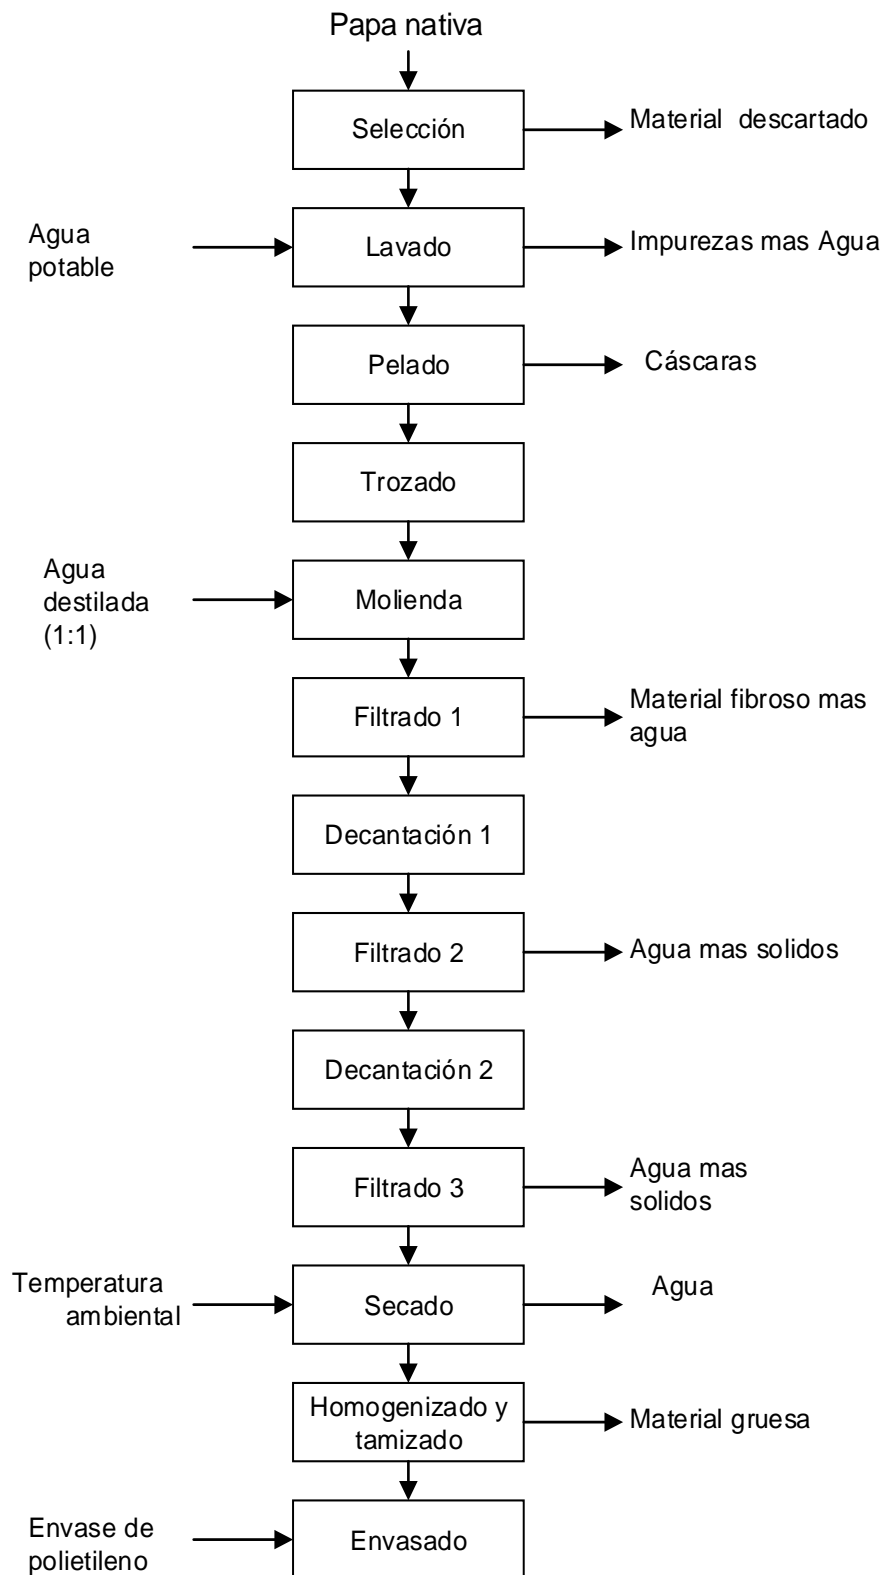 Papa nativa
Selección
Material descartado
Agua
potable
Lavado
Impurezas mas Agua
Pelado
Cáscaras
Trozado
Agua
destilada
(1:1)
Molienda
Filtrado 1
Material fibroso mas
agua
Decantación 1
Filtrado 2
Agua mas solidos
Decantación 2
Filtrado 3
Agua mas
solidos
Temperatura
ambiental
Secado
Agua
Homogenizado y
tamizado
Material gruesa
Envase de
polietileno
Envasado